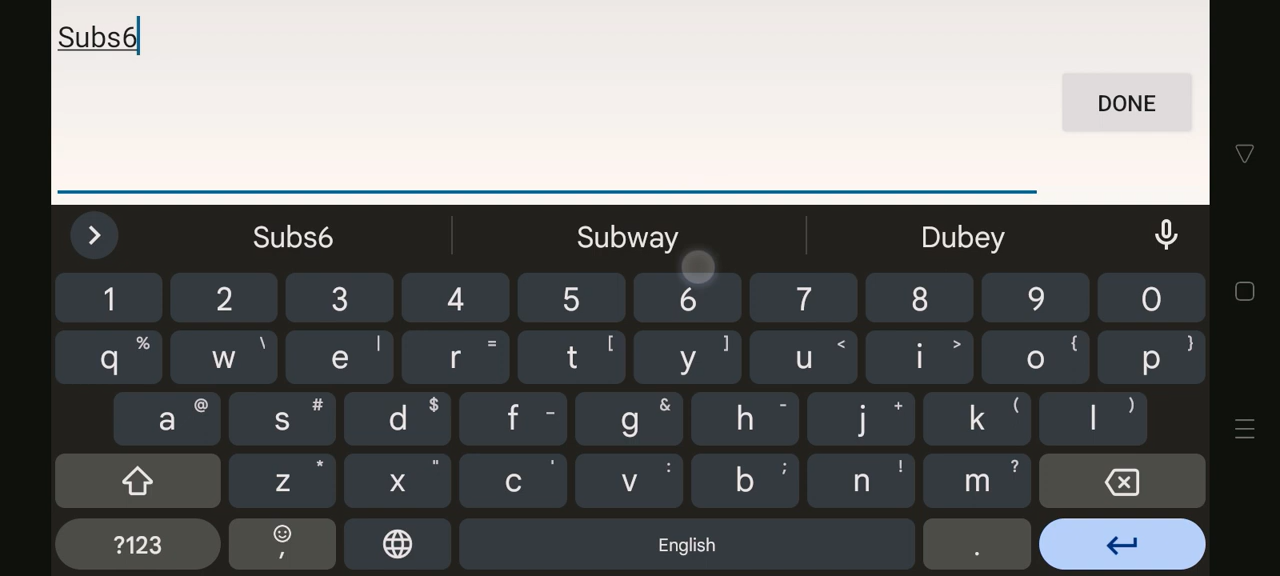 Subs6
DONE
Subs6 Subway Dubey
1 2 3 4 5 6 7 8 9 0
q % w \ e | r = t [ y ] u < i > o { p }
a @ s # d $ f _ g & h - j + k ( l )
z * x " c ' v : b ; n ! m ?
?123 , English .